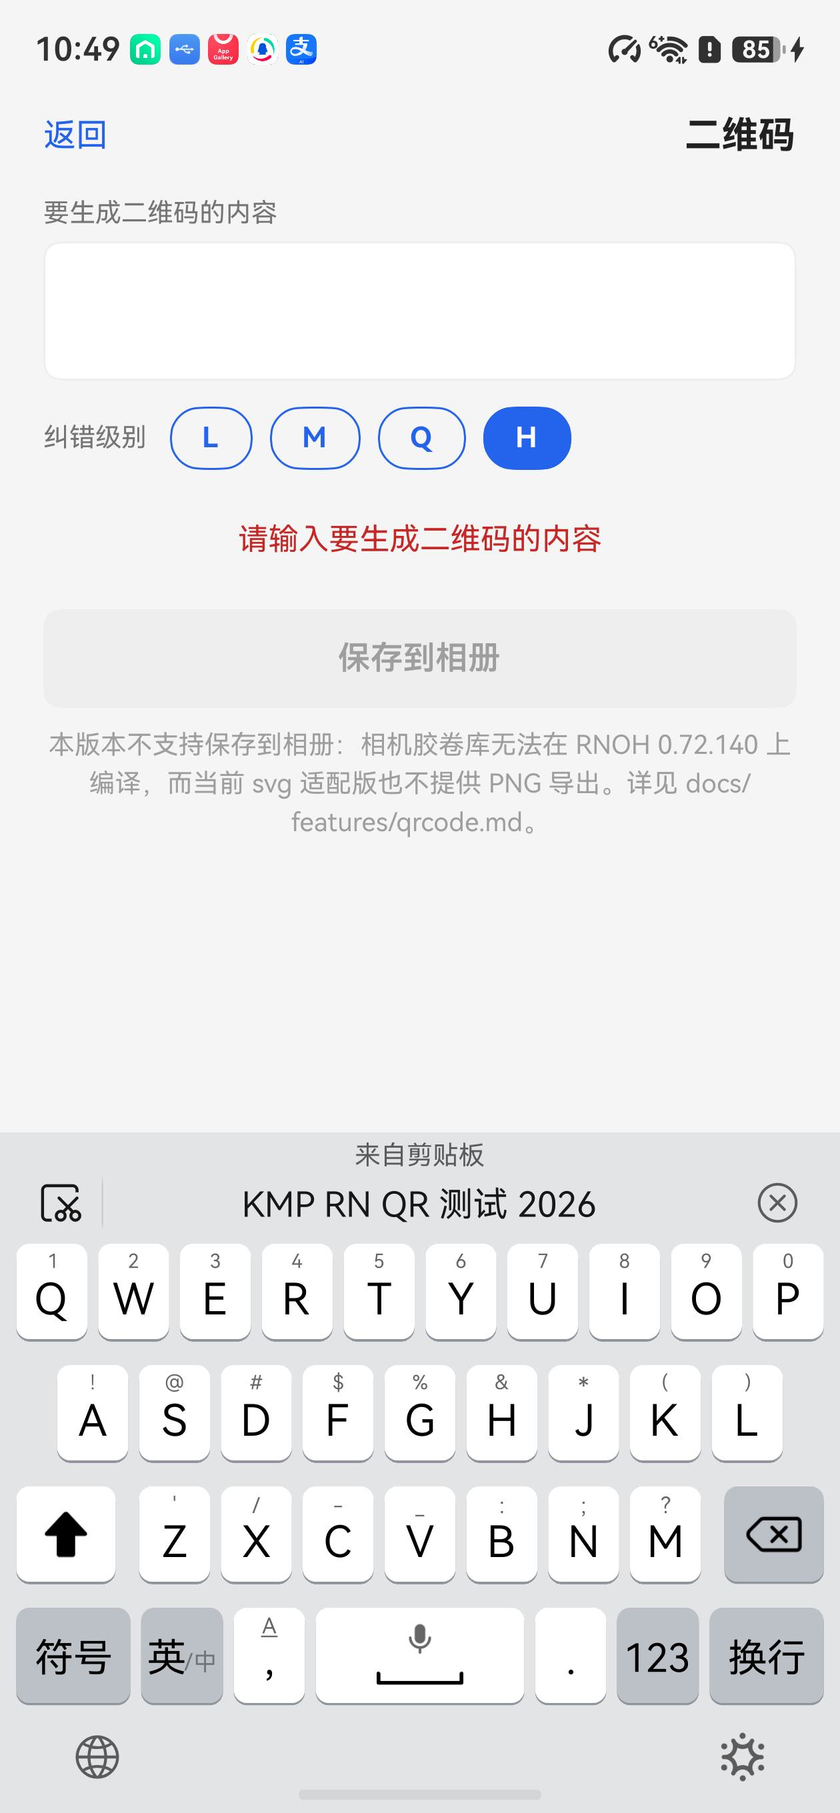 10:49
App
Gallery
支
AI
6+
85
返回
二维码
要生成二维码的内容
纠错级别 L M Q H
请输入要生成二维码的内容
保存到相册
本版本不支持保存到相册：相机胶卷库无法在 RNOH 0.72.140 上
编译，而当前 svg 适配版也不提供 PNG 导出。详见 docs/
features/qrcode.md。
来自剪贴板
KMP RN QR 测试 2026
1 2 3 4 5 6 7 8 9 0
Q W E R T Y U I O P
! @ # $ % & * ( )
A S D F G H J K L
' / - _ : ; ?
Z X C V B N M
符号 英/中 A , . 123 换行